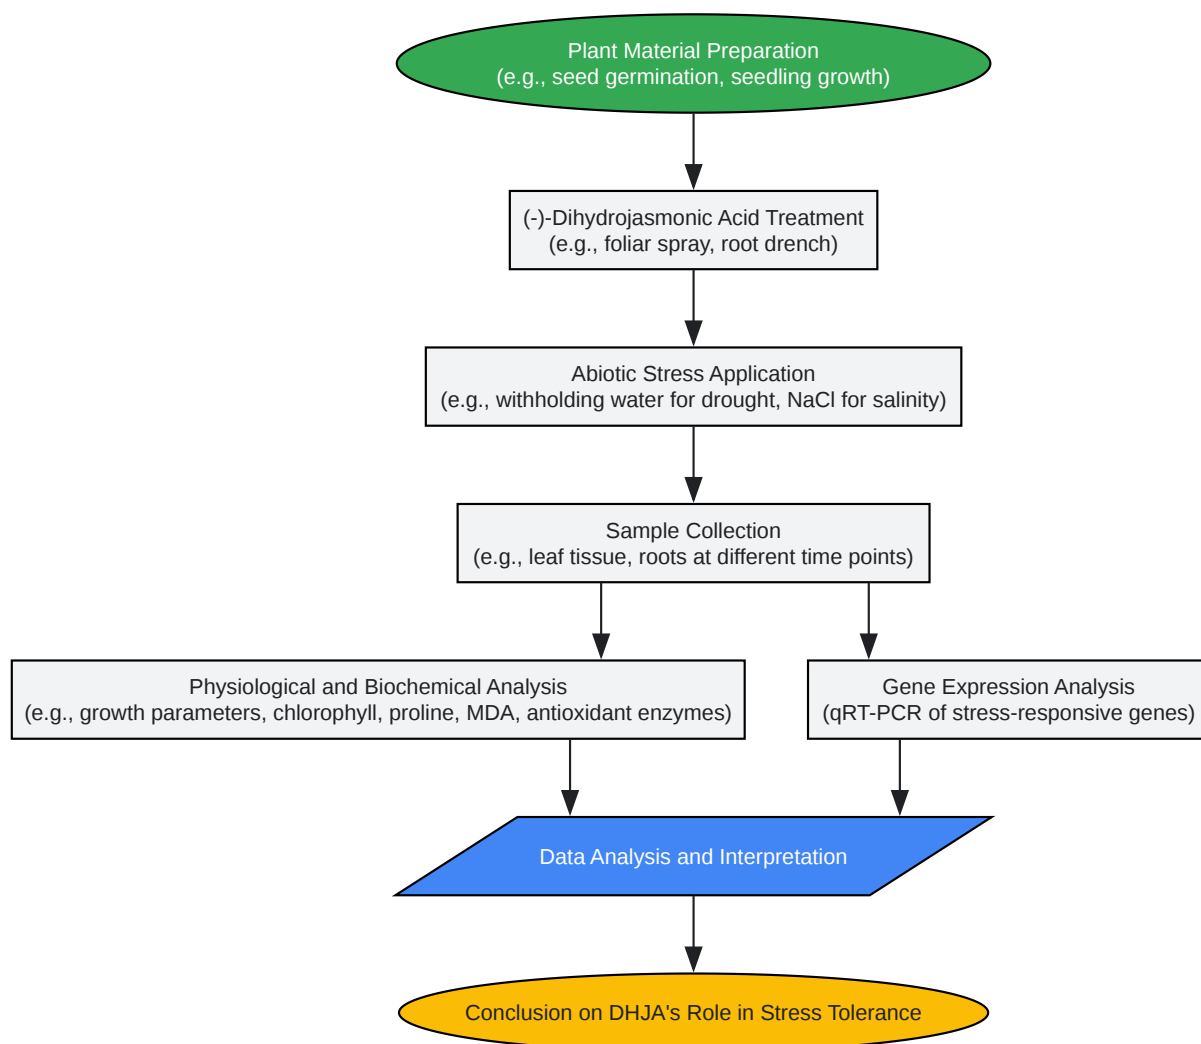 Plant Material Preparation
(e.g., seed germination, seedling growth)
(-)-Dihydrojasmonic Acid Treatment
(e.g., foliar spray, root drench)
Abiotic Stress Application
(e.g., withholding water for drought, NaCl for salinity)
Sample Collection
(e.g., leaf tissue, roots at different time points)
Physiological and Biochemical Analysis
(e.g., growth parameters, chlorophyll, proline, MDA, antioxidant enzymes)
Gene Expression Analysis
(qRT-PCR of stress-responsive genes)
Data Analysis and Interpretation
Conclusion on DHJA's Role in Stress Tolerance